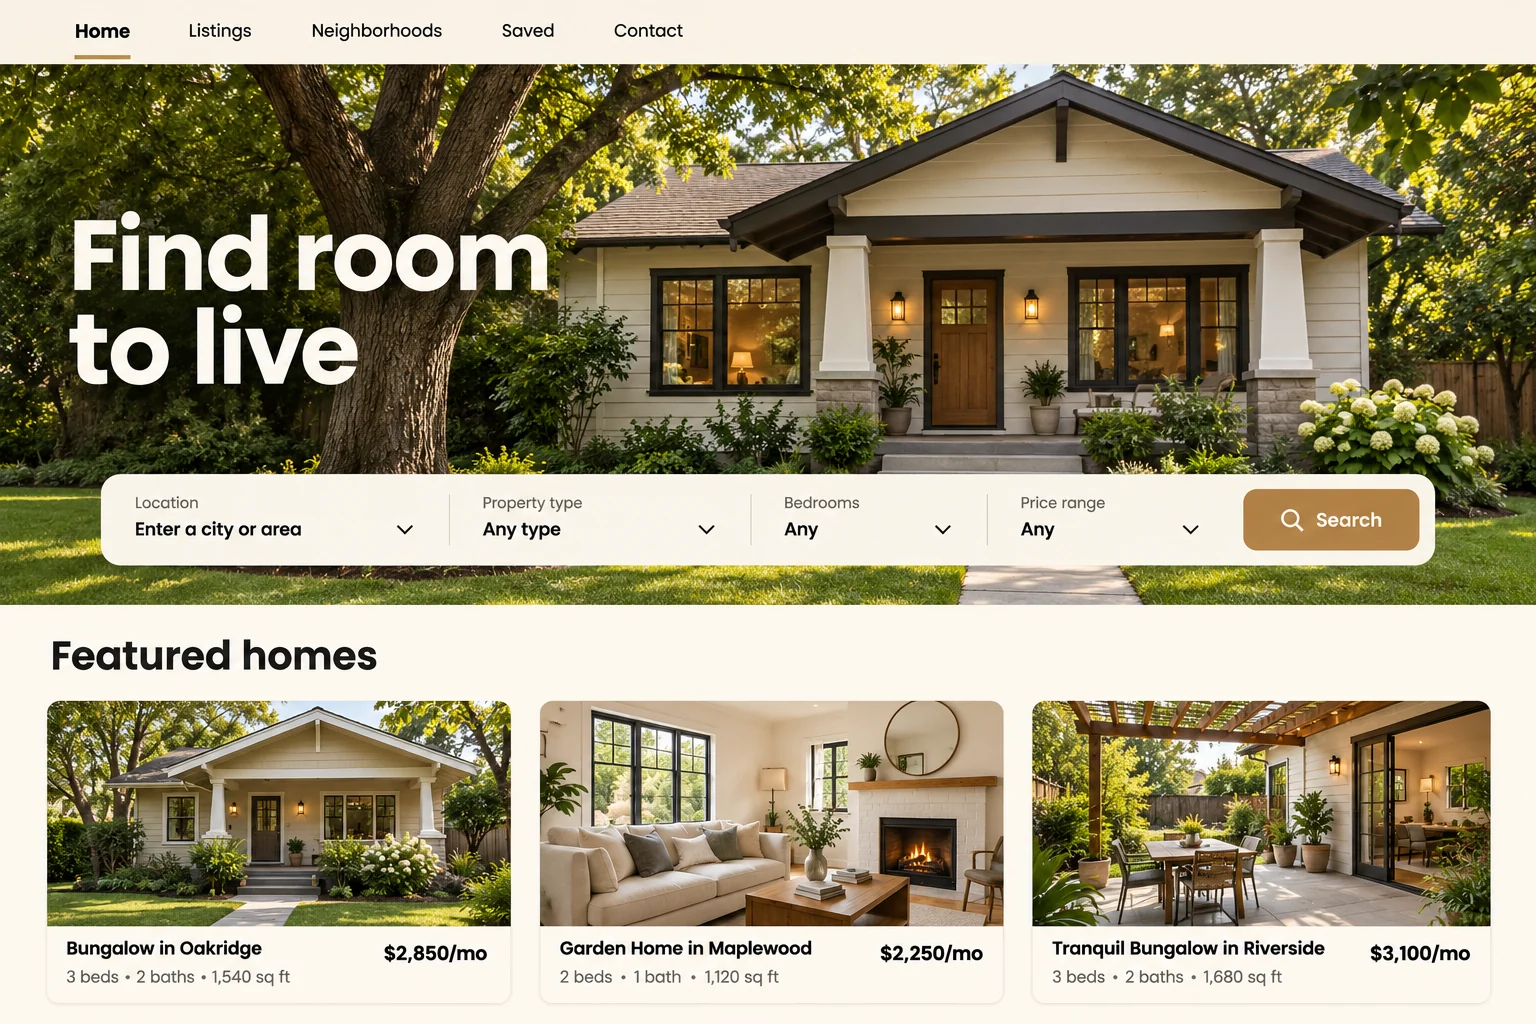 Home Listings Neighborhoods Saved Contact
Find room
to live
Location Property type Bedrooms Price range
Enter a city or area Any type Any Any Search
Featured homes
Bungalow in Oakridge $2,850/mo
3 beds • 2 baths • 1,540 sq ft
Garden Home in Maplewood $2,250/mo
2 beds • 1 bath • 1,120 sq ft
Tranquil Bungalow in Riverside $3,100/mo
3 beds • 2 baths • 1,680 sq ft